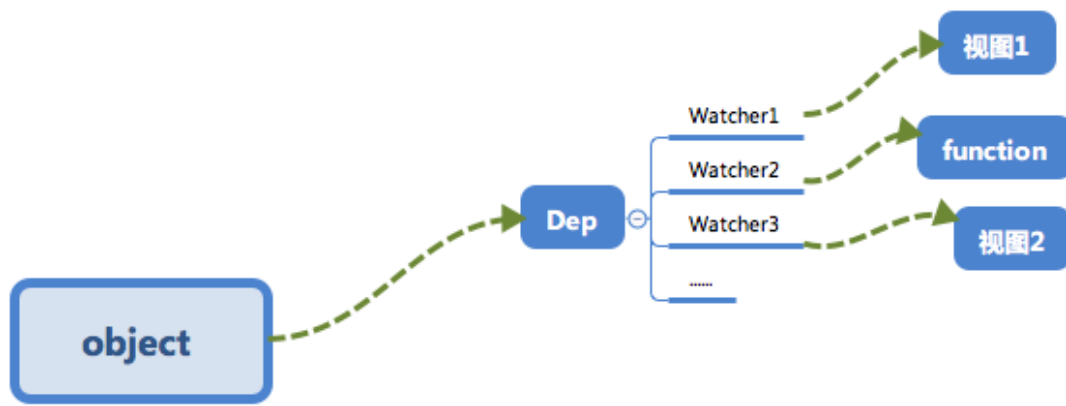 视图1
Watcher1
function
Watcher2
Dep
Watcher3
视图2
......
object